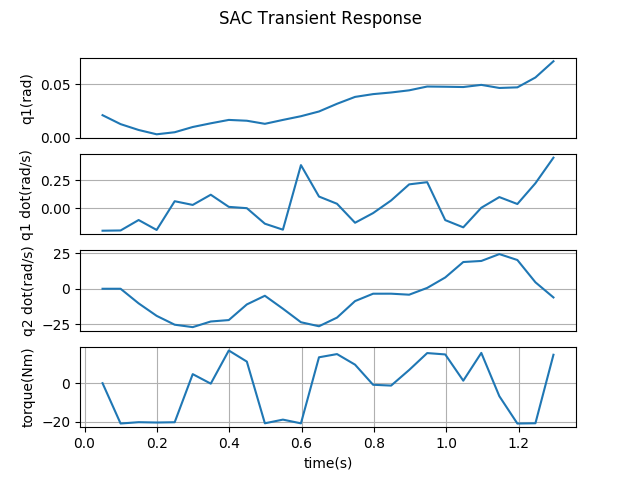 SAC Transient Response
q1(rad)
0.05
0.00
q1 dot(rad/s)
0.25
0.00
q2 dot(rad/s)
25
0
−25
torque(Nm)
0
−20
0.0 0.2 0.4 0.6 0.8 1.0 1.2
time(s)